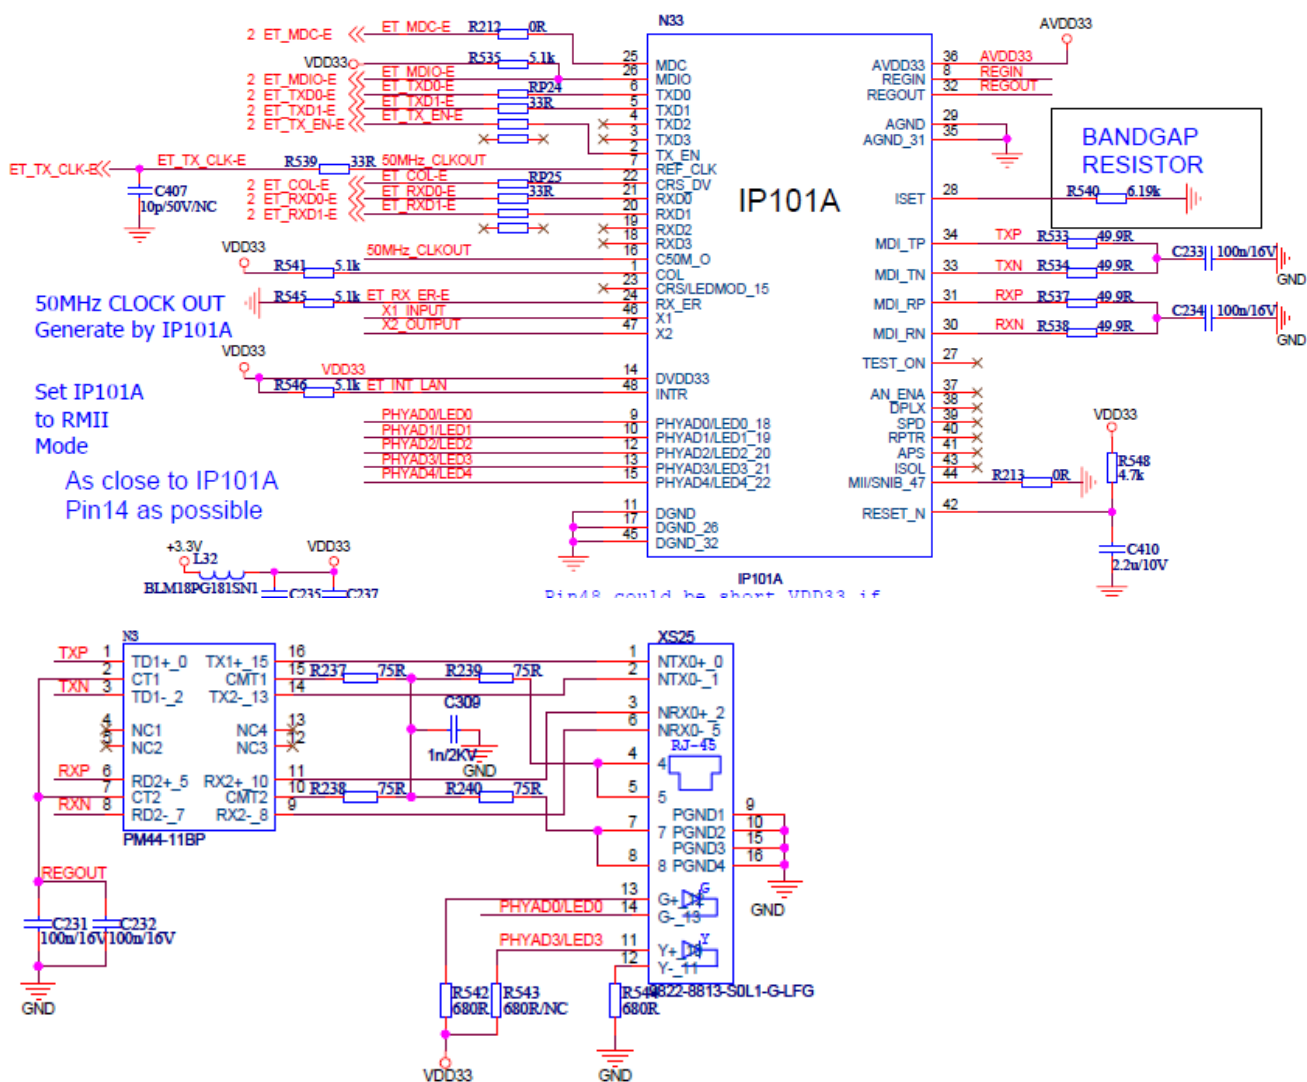 N33
2 ET_MDC-E ET_MDC-E R212 0R
VDD33 R535 5.1k
2 ET_MDIO-E ET_MDIO-E
2 ET_TXD0-E ET_TXD0-E RP24
2 ET_TXD1-E ET_TXD1-E 33R
2 ET_TX_EN-E ET_TX_EN-E
ET_TX_CLK-E ET_TX_CLK-E R539 33R 50MHz_CLKOUT
C407
10p/50V/NC
2 ET_COL-E ET_COL-E RP25
2 ET_RXD0-E ET_RXD0-E 33R
2 ET_RXD1-E ET_RXD1-E
VDD33 50MHz_CLKOUT
R541 5.1k
R545 5.1k ET_RX_ER-E
X1_INPUT
X2_OUTPUT
50MHz CLOCK OUT
Generate by IP101A
VDD33
VDD33
R546 5.1k ET_INT_LAN
Set IP101A
to RMII
Mode
PHYAD0/LED0
PHYAD1/LED1
PHYAD2/LED2
PHYAD3/LED3
PHYAD4/LED4
As close to IP101A
Pin14 as possible
+3.3V L32 VDD33
BLM18PG181SN1 C235 C237
25 MDC
26 MDIO
6 TXD0
5 TXD1
4 TXD2
3 TXD3
2 TX_EN
7 REF_CLK
22 CRS_DV
21 RXD0
20 RXD1
19 RXD2
18 RXD3
16 C50M_O
1 COL
23 CRS/LEDMOD_15
24 RX_ER
46 X1
47 X2
14 DVDD33
48 INTR
9 PHYAD0/LED0_18
10 PHYAD1/LED1_19
12 PHYAD2/LED2_20
13 PHYAD3/LED3_21
15 PHYAD4/LED4_22
11 DGND
17 DGND_26
45 DGND_32
IP101A
AVDD33
AVDD33 36 AVDD33
REGIN 8 REGIN
REGOUT 32 REGOUT
AGND 29
AGND_31 35
BANDGAP
RESISTOR
ISET 28 R540 6.19k
MDI_TP 34 TXP R533 49.9R
C233 100n/16V
MDI_TN 33 TXN R534 49.9R
GND
MDI_RP 31 RXP R537 49.9R
C234 100n/16V
MDI_RN 30 RXN R538 49.9R
GND
TEST_ON 27
AN_ENA 37
DPLX 38
SPD 39
RPTR 40
APS 41
ISOL 43
MII/SNIB_47 44 R213 0R
RESET_N 42
VDD33
R548
4.7k
C410
2.2u/10V
IP101A
Pin48 could be short VDD33 if
N3
TXP 1 TD1+_0 TX1+_15 16
2 CT1 CMT1 15 R237 75R R239 75R
TXN 3 TD1-_2 TX2-_13 14
4 NC1 NC4 13
5 NC2 NC3 12
C309
1n/2KV
GND
RXP 6 RD2+_5 RX2+_10 11
7 CT2 CMT2 10 R238 75R R240 75R
RXN 8 RD2-_7 RX2-_8 9
PM44-11BP
REGOUT
C231 C232
100n/16V 100n/16V
GND
XS25
1 NTX0+_0
2 NTX0-_1
3 NRX0+_2
6 NRX0-_5
RJ-45
4 4
5 5
PGND1 9
7 7 PGND2 10
PGND3 15
8 8 PGND4 16
GND
13 G+_12 G
PHYAD0/LED0 14 G-_13
PHYAD3/LED3 11 Y+_10 Y
12 Y-_11
9822-8813-S0L1-G-LFG
R542 R543 R544
680R 680R/NC 680R
VDD33 GND